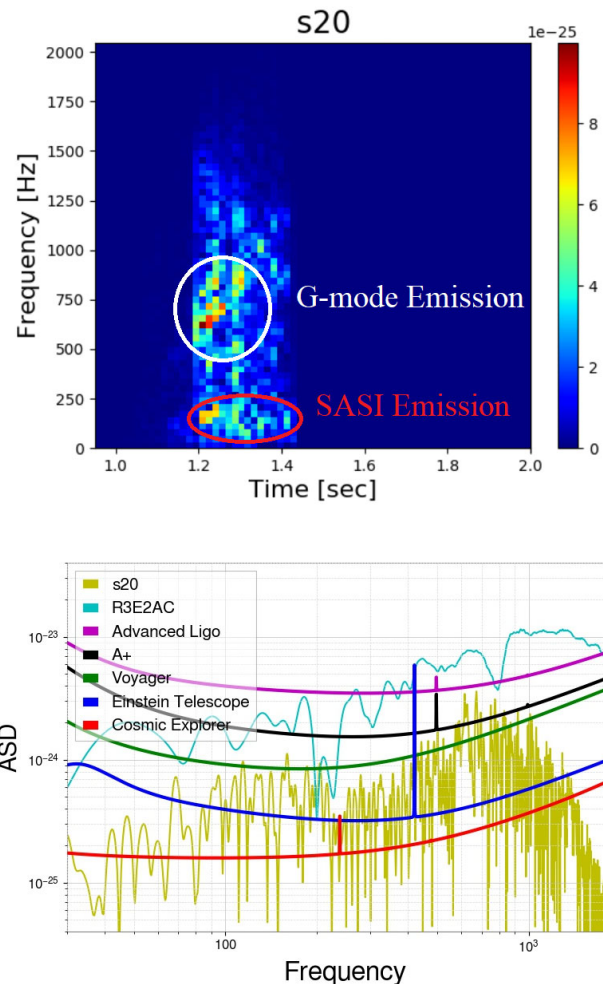 s20
1e−25
2000
1750
1500
1250
1000
750
500
250
0
Frequency [Hz]
G-mode Emission
SASI Emission
8
6
4
2
0
1.0
1.2
1.4
1.6
1.8
2.0
Time [sec]
s20
R3E2AC
Advanced Ligo
A+
Voyager
Einstein Telescope
Cosmic Explorer
10⁻²³
10⁻²⁴
10⁻²⁵
ASD
100
10³
Frequency